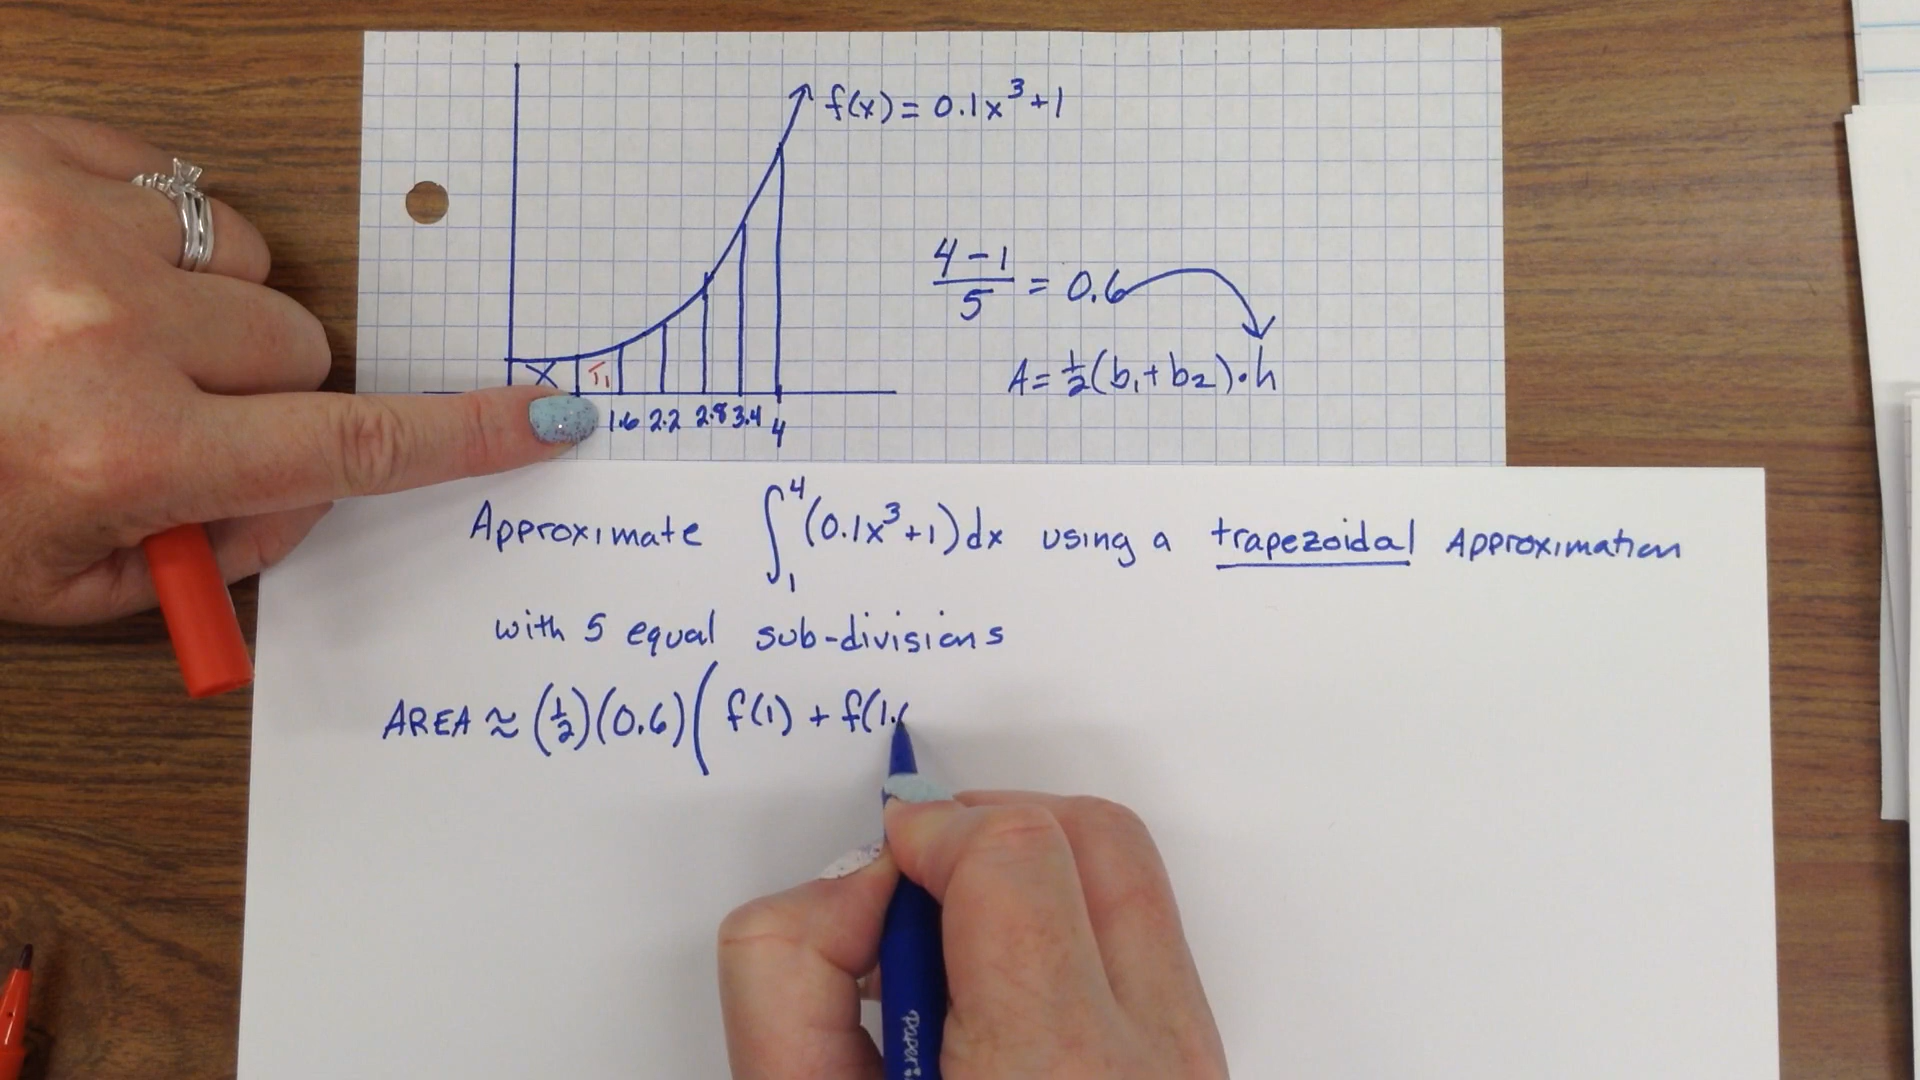 f(x) = 0.1x³+1
4-1/5 = 0.6
A = ½(b₁+b₂)·h
X T₁
1.6 2.2 2.8 3.4 4
Approximate ∫₁⁴(0.1x³+1)dx using a trapezoidal Approximation
with 5 equal sub-divisions
AREA ≈ (½)(0.6)( f(1) + f(1.6